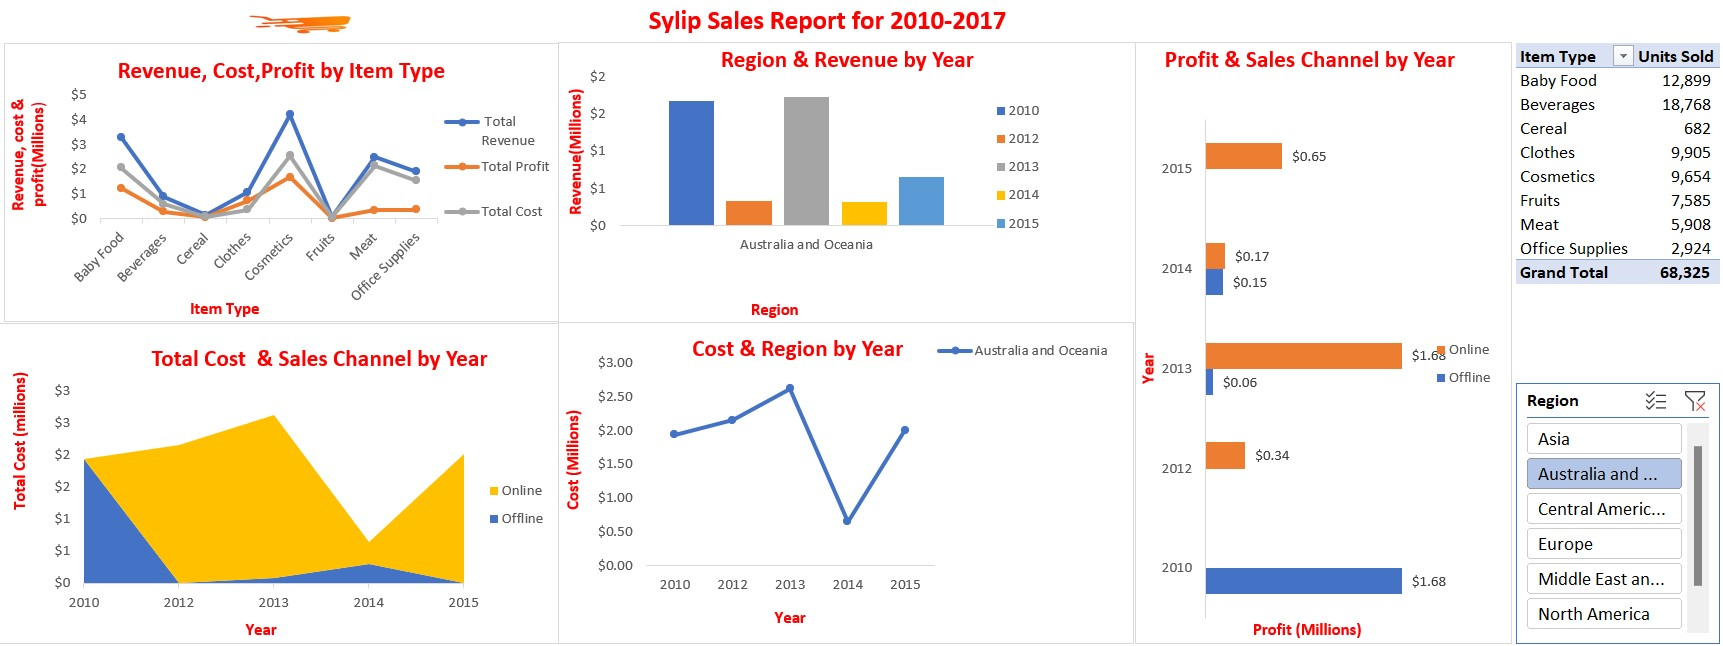 Sylip Sales Report for 2010-2017
Revenue, Cost,Profit by Item Type
Revenue, cost &
profit(Millions)
$5
$4
$3
$2
$1
$0
Baby Food
Beverages
Cereal
Clothes
Cosmetics
Fruits
Meat
Office Supplies
Item Type
Total
Revenue
Total Profit
Total Cost
Region & Revenue by Year
Revenue(Millions)
$2
$2
$1
$1
$0
Australia and Oceania
Region
2010
2012
2013
2014
2015
Profit & Sales Channel by Year
Year
2015
$0.65
2014
$0.17
$0.15
2013
$1.68
$0.06
2012
$0.34
2010
$1.68
Online
Offline
Profit (Millions)
Item Type Units Sold
Baby Food 12,899
Beverages 18,768
Cereal 682
Clothes 9,905
Cosmetics 9,654
Fruits 7,585
Meat 5,908
Office Supplies 2,924
Grand Total 68,325
Total Cost  & Sales Channel by Year
Total Cost (millions)
$3
$3
$2
$2
$1
$1
$0
2010 2012 2013 2014 2015
Year
Online
Offline
Cost & Region by Year
Australia and Oceania
Cost (Millions)
$3.00
$2.50
$2.00
$1.50
$1.00
$0.50
$0.00
2010 2012 2013 2014 2015
Year
Region
Asia
Australia and ...
Central Americ...
Europe
Middle East an...
North America